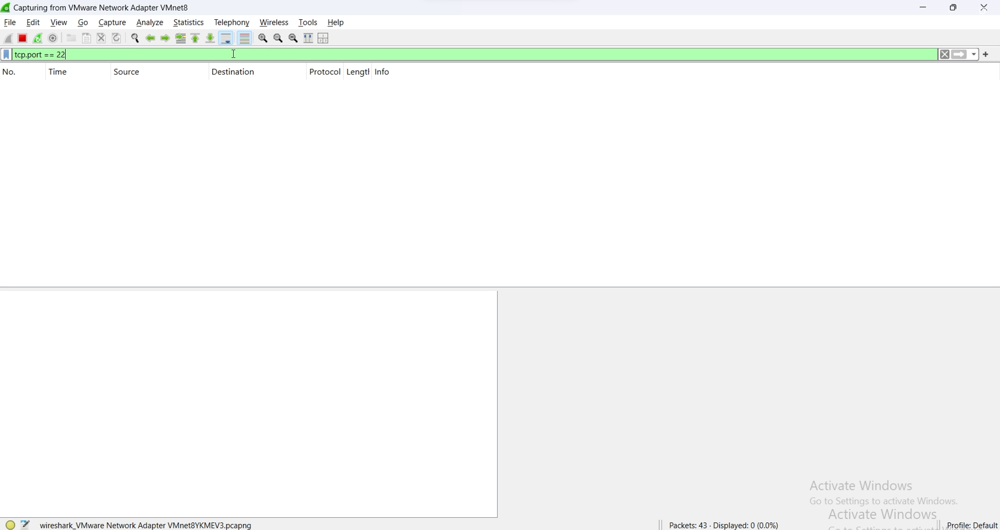 Capturing from VMware Network Adapter VMnet8
File Edit View Go Capture Analyze Statistics Telephony Wireless Tools Help
tcp.port == 22
No. Time Source Destination Protocol Lengtl Info
Activate Windows
Go to Settings to activate Windows.
Activate Windows
wireshark_VMware Network Adapter VMnet8YKMEV3.pcapng Packets: 43 · Displayed: 0 (0.0%) Profile: Default